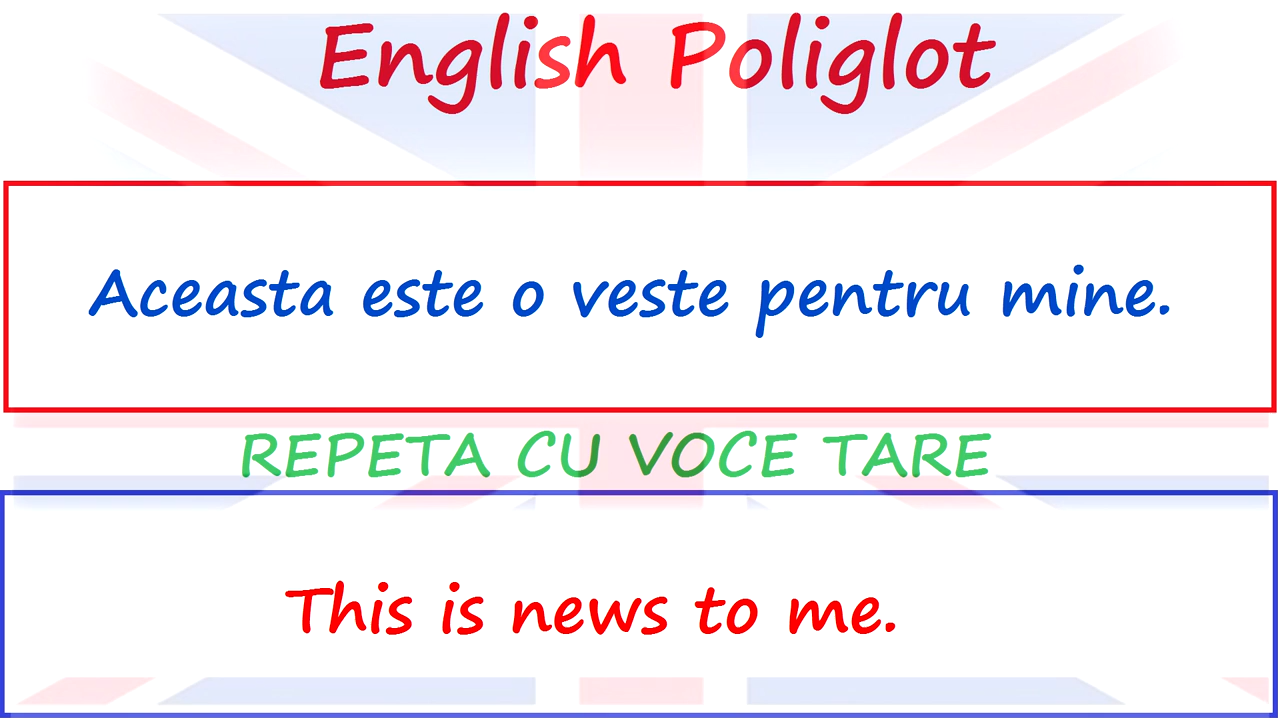 English Poliglot
Aceasta este o veste pentru mine.
REPETA CU VOCE TARE
This is news to me.